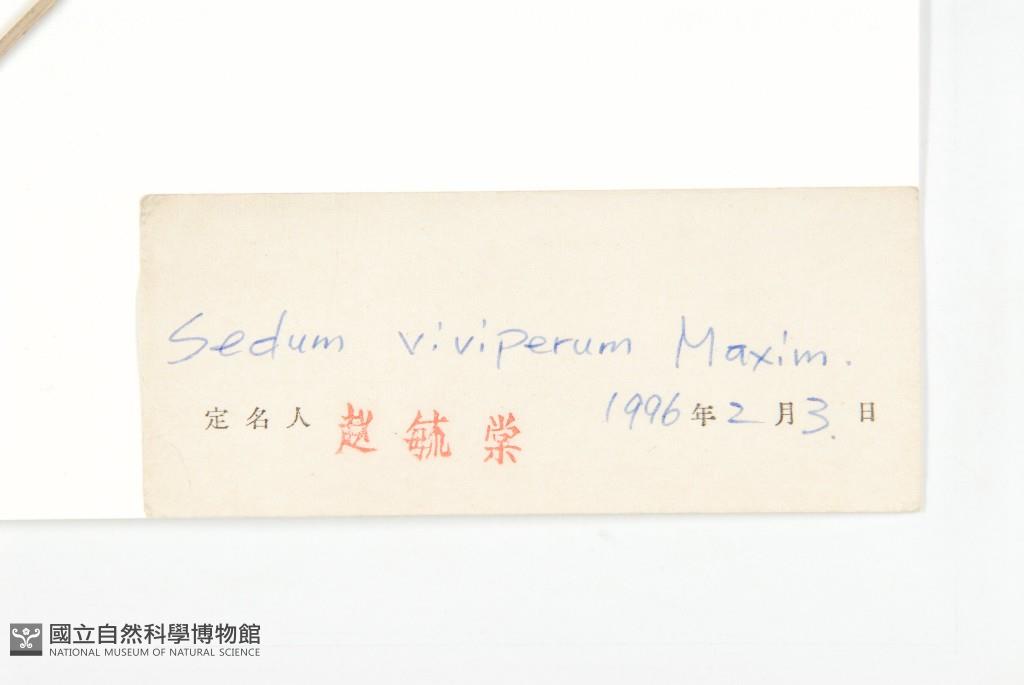 Sedum viviperum Maxim.
定名人 趙毓棠 1996年2月3日
國立自然科學博物館
NATIONAL MUSEUM OF NATURAL SCIENCE